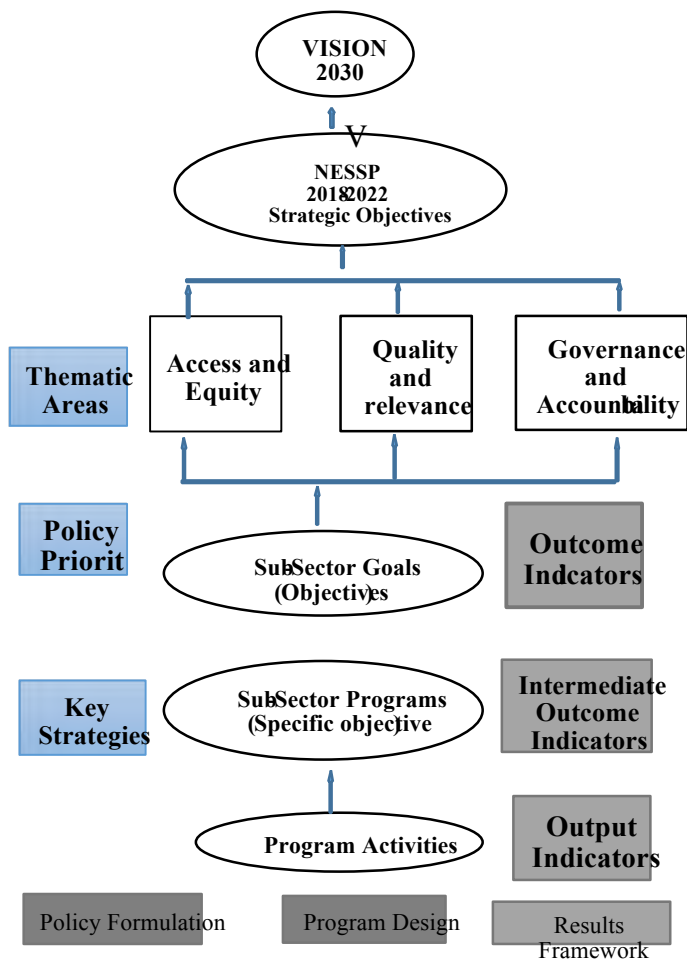 VISION
2030
V
NESSP
2018-2022
Strategic Objectives
Thematic
Areas
Access and
Equity
Quality
and
relevance
Governance
and
Accountability
Policy
Priorit
Sub-Sector Goals
(Objectives)
Outcome
Indicators
Key
Strategies
Sub-Sector Programs
(Specific objective
Intermediate
Outcome
Indicators
Program Activities
Output
Indicators
Policy Formulation
Program Design
Results
Framework